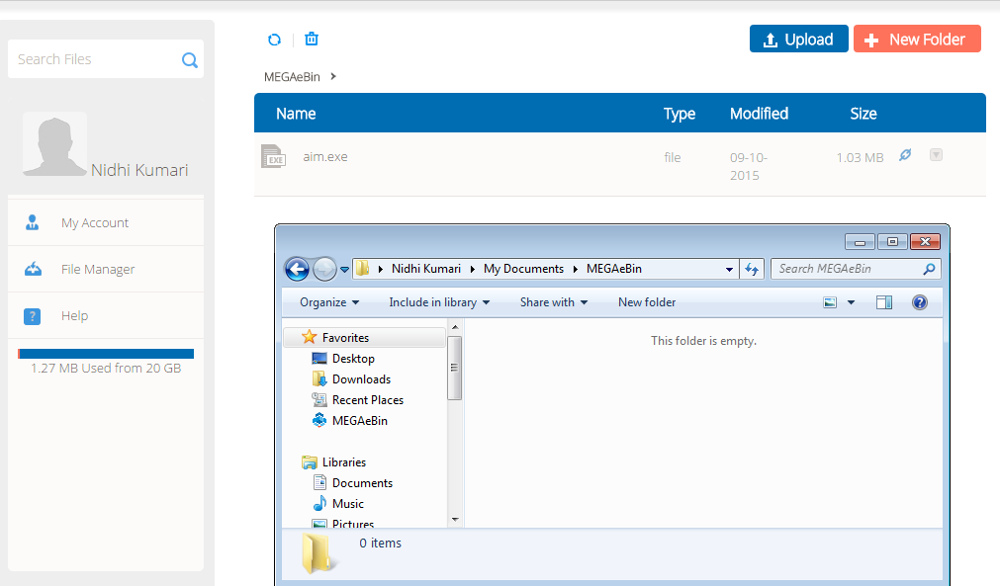 Search Files
Nidhi Kumari
My Account
File Manager
? Help
1.27 MB Used from 20 GB
Upload
New Folder
MEGAeBin
Name Type Modified Size
EXE aim.exe file 09-10-2015 1.03 MB
Nidhi Kumari My Documents MEGAeBin
Search MEGAeBin
Organize Include in library Share with New folder ?
Favorites
Desktop
Downloads
Recent Places
MEGAeBin
Libraries
Documents
Music
Pictures
This folder is empty.
0 items